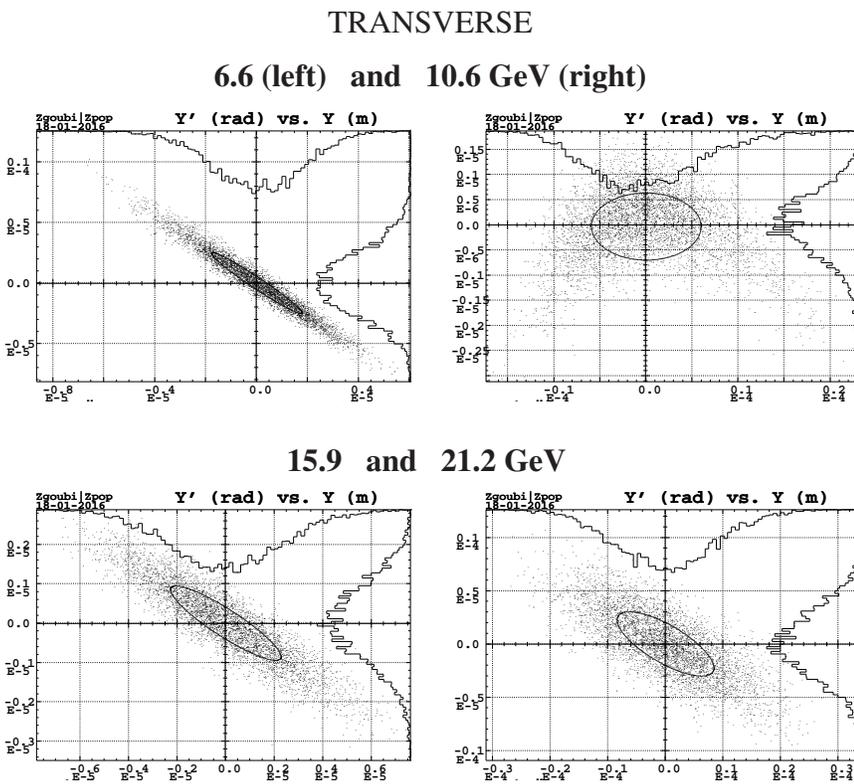 TRANSVERSE
6.6 (left) and 10.6 GeV (right)
Zgoubi|Zpop
18-01-2016
Y' (rad) vs. Y (m)
0.1
E-4
0.5
E-5
0.0
-0.5
E-5
-0.8
E-5
-0.4
E-5
0.0
0.4
E-5
Zgoubi|Zpop
18-01-2016
Y' (rad) vs. Y (m)
0.15
E-5
0.1
E-5
0.5
E-6
0.0
-0.5
E-6
-0.1
E-5
-0.15
E-5
-0.2
E-5
-0.25
-0.1
E-4
0.0
0.1
E-4
0.2
E-4
15.9 and 21.2 GeV
Zgoubi|Zpop
18-01-2016
Y' (rad) vs. Y (m)
0.2
E-5
0.1
E-5
0.0
-0.1
E-5
-0.2
E-5
-0.3
E-5
-0.6
E-5
-0.4
E-5
-0.2
E-5
0.0
E-5
E-5
0.6
E-5
Zgoubi|Zpop
18-01-2016
Y' (rad) vs. Y (m)
0.1
E-4
0.5
E-5
0.0
-0.5
E-5
-0.1
E-4
-0.3
E-4
-0.2
E-4
-0.1
E-4
0.0
0.1
E-4
0.2
E-4
0.3
E-4